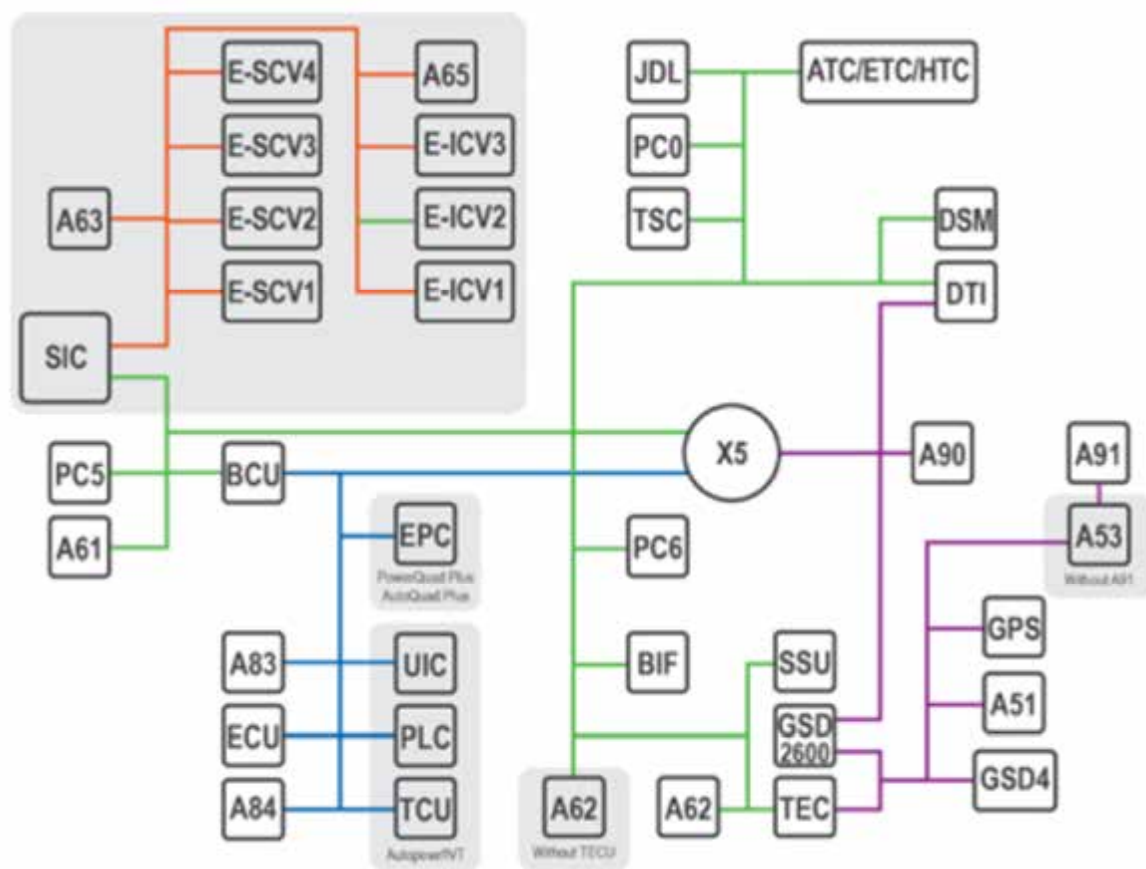 E-SCV4
A65
JDL
ATC/ETC/HTC
E-SCV3
E-ICV3
PC0
A63
E-SCV2
E-ICV2
TSC
DSM
E-SCV1
E-ICV1
DTI
SIC
X5
PC5
BCU
A90
A91
A61
EPC
PC6
A53
PowerQuad Plus
AutoQuad Plus
Without A91
GPS
A83
UIC
BIF
SSU
A51
ECU
PLC
GSD
2600
GSD4
A84
TCU
A62
A62
TEC
Autopower/IVT
Without TECU